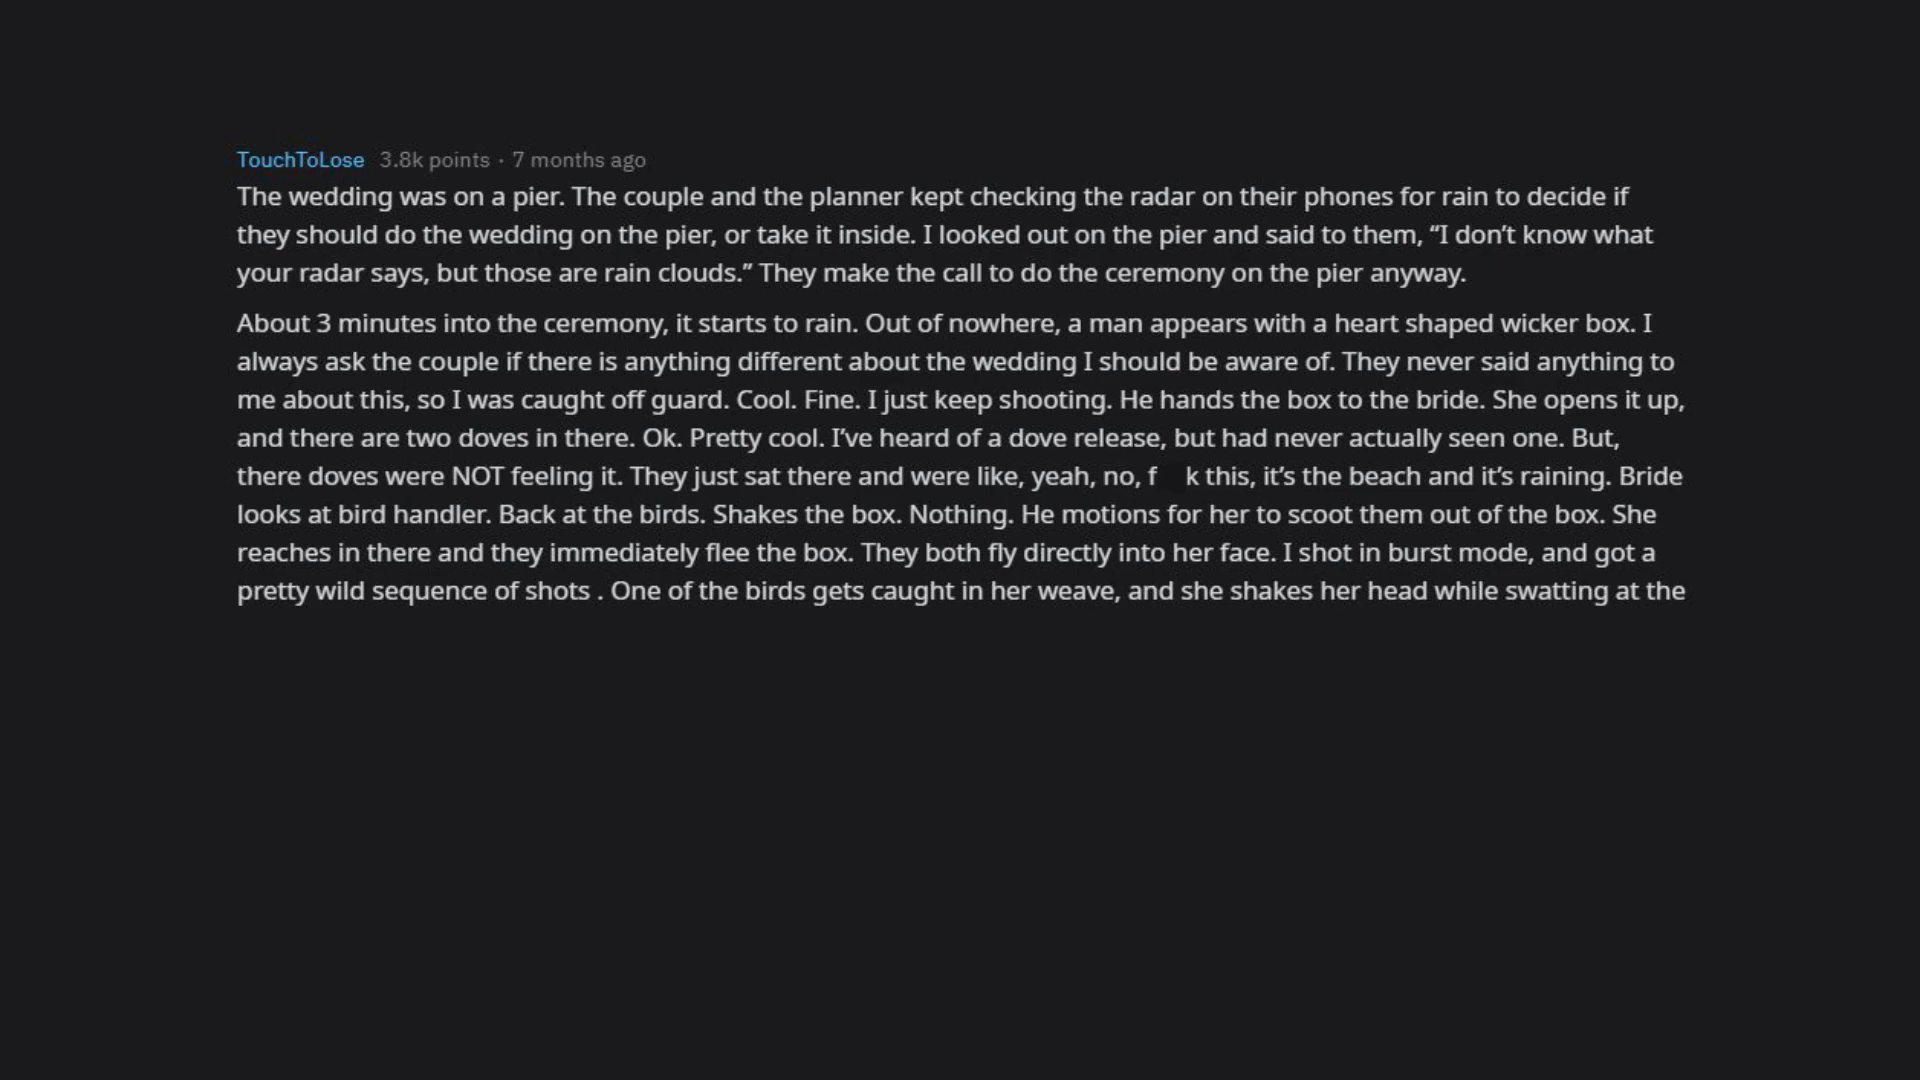 TouchToLose 3.8k points · 7 months ago
The wedding was on a pier. The couple and the planner kept checking the radar on their phones for rain to decide if
they should do the wedding on the pier, or take it inside. I looked out on the pier and said to them, “I don’t know what
your radar says, but those are rain clouds.” They make the call to do the ceremony on the pier anyway.
About 3 minutes into the ceremony, it starts to rain. Out of nowhere, a man appears with a heart shaped wicker box. I
always ask the couple if there is anything different about the wedding I should be aware of. They never said anything to
me about this, so I was caught off guard. Cool. Fine. I just keep shooting. He hands the box to the bride. She opens it up,
and there are two doves in there. Ok. Pretty cool. I’ve heard of a dove release, but had never actually seen one. But,
there doves were NOT feeling it. They just sat there and were like, yeah, no, f k this, it’s the beach and it’s raining. Bride
looks at bird handler. Back at the birds. Shakes the box. Nothing. He motions for her to scoot them out of the box. She
reaches in there and they immediately flee the box. They both fly directly into her face. I shot in burst mode, and got a
pretty wild sequence of shots . One of the birds gets caught in her weave, and she shakes her head while swatting at the